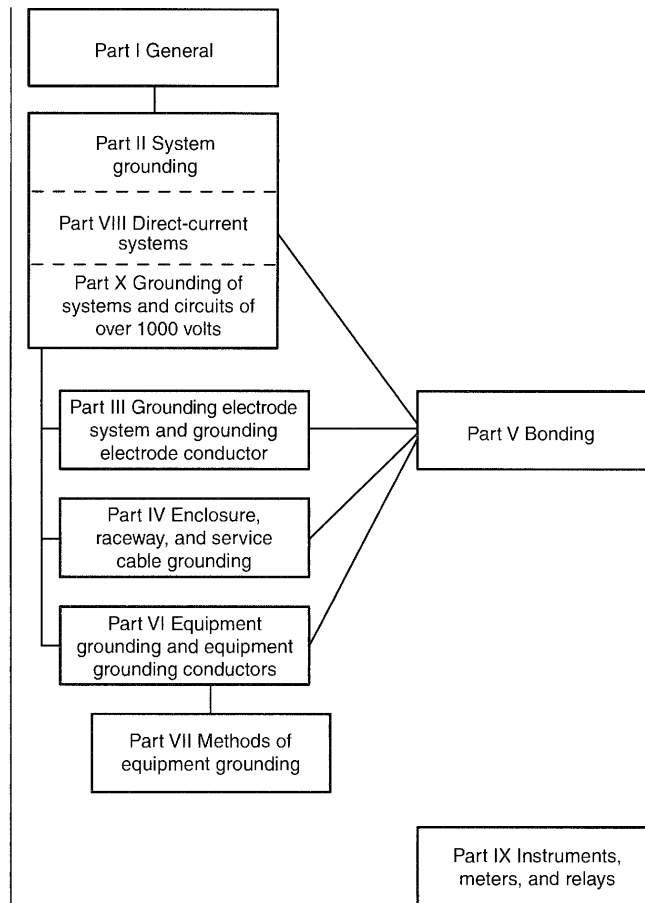 Part I General
Part II System
grounding
Part VIII Direct-current
systems
Part X Grounding of
systems and circuits of
over 1000 volts
Part III Grounding electrode
system and grounding
electrode conductor
Part V Bonding
Part IV Enclosure,
raceway, and service
cable grounding
Part VI Equipment
grounding and equipment
grounding conductors
Part VII Methods of
equipment grounding
Part IX Instruments,
meters, and relays